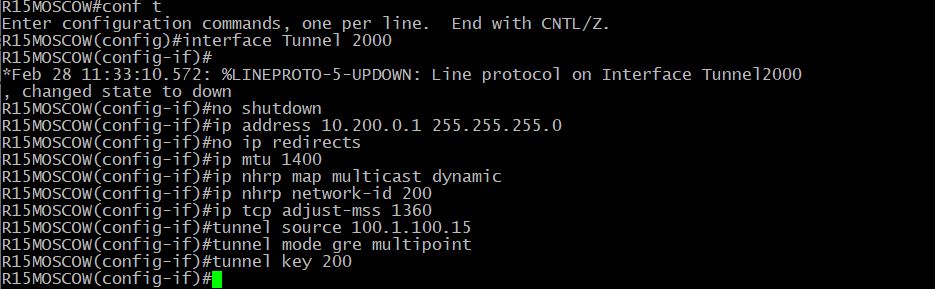 R15MOSCOW#conf t
Enter configuration commands, one per line.  End with CNTL/Z.
R15MOSCOW(config)#interface Tunnel 2000
R15MOSCOW(config-if)#
*Feb 28 11:33:10.572: %LINEPROTO-5-UPDOWN: Line protocol on Interface Tunnel2000
, changed state to down
R15MOSCOW(config-if)#no shutdown
R15MOSCOW(config-if)#ip address 10.200.0.1 255.255.255.0
R15MOSCOW(config-if)#no ip redirects
R15MOSCOW(config-if)#ip mtu 1400
R15MOSCOW(config-if)#ip nhrp map multicast dynamic
R15MOSCOW(config-if)#ip nhrp network-id 200
R15MOSCOW(config-if)#ip tcp adjust-mss 1360
R15MOSCOW(config-if)#tunnel source 100.1.100.15
R15MOSCOW(config-if)#tunnel mode gre multipoint
R15MOSCOW(config-if)#tunnel key 200
R15MOSCOW(config-if)#